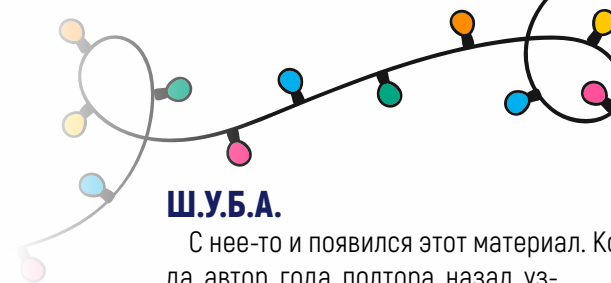 Ш.У.Б.А.
С нее-то и появился этот материал. Ко
да автор года полтора назад уз-